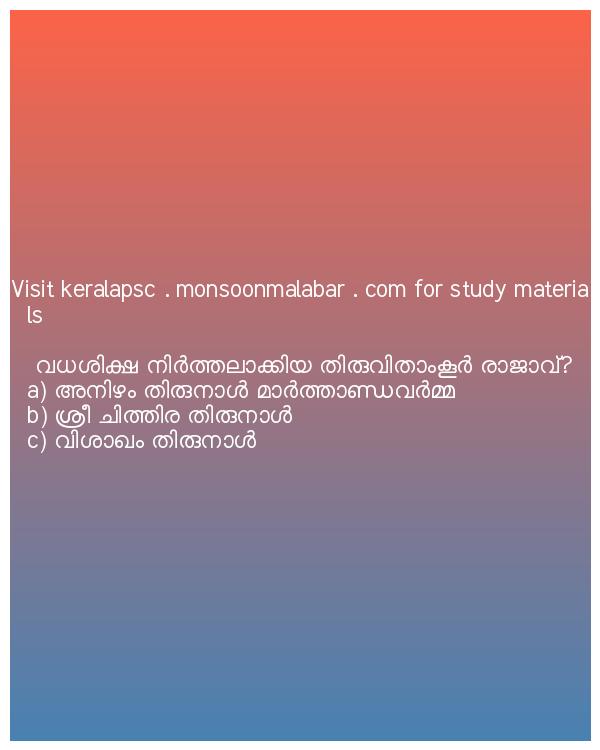 Visit keralapsc . monsoonmalabar . com for study materia
ls
വധശിക്ഷ നിർത്തലാക്കിയ തിരുവിതാംകൂർ രാജാവ്?
a) അനിഴം തിരുനാൾ മാർത്താണ്ഡവർമ്മ
b) ശ്രീ ചിത്തിര തിരുനാൾ
c) വിശാഖം തിരുനാൾ